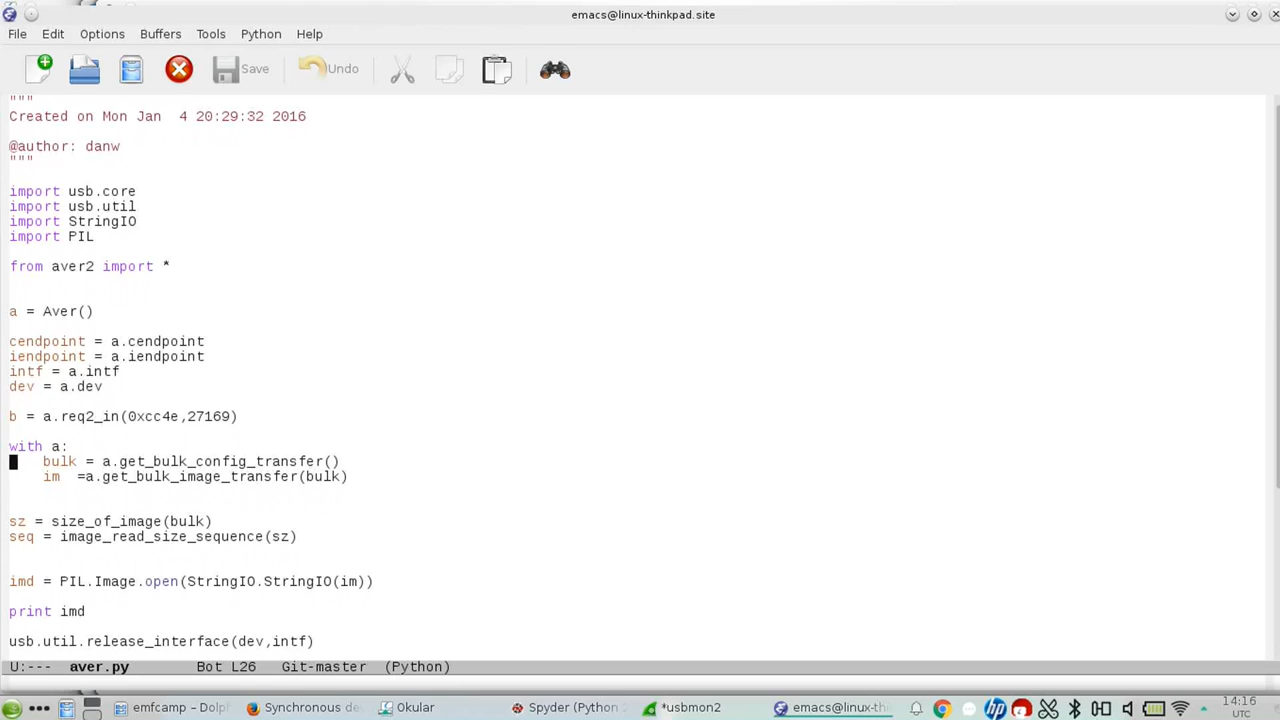 emacs@linux-thinkpad.site
File Edit Options Buffers Tools Python Help
Save Undo
"""
Created on Mon Jan  4 20:29:32 2016
@author: danw
"""
import usb.core
import usb.util
import StringIO
import PIL
from aver2 import *
a = Aver()
cendpoint = a.cendpoint
iendpoint = a.iendpoint
intf = a.intf
dev = a.dev
b = a.req2_in(0xcc4e,27169)
with a:
    bulk = a.get_bulk_config_transfer()
    im  =a.get_bulk_image_transfer(bulk)
sz = size_of_image(bulk)
seq = image_read_size_sequence(sz)
imd = PIL.Image.open(StringIO.StringIO(im))
print imd
usb.util.release_interface(dev,intf)
U:--- aver.py Bot L26 Git-master (Python)
emfcamp – Dolph Synchronous de Okular Spyder (Python *usbmon2 emacs@linux-thi 14:16
UTC